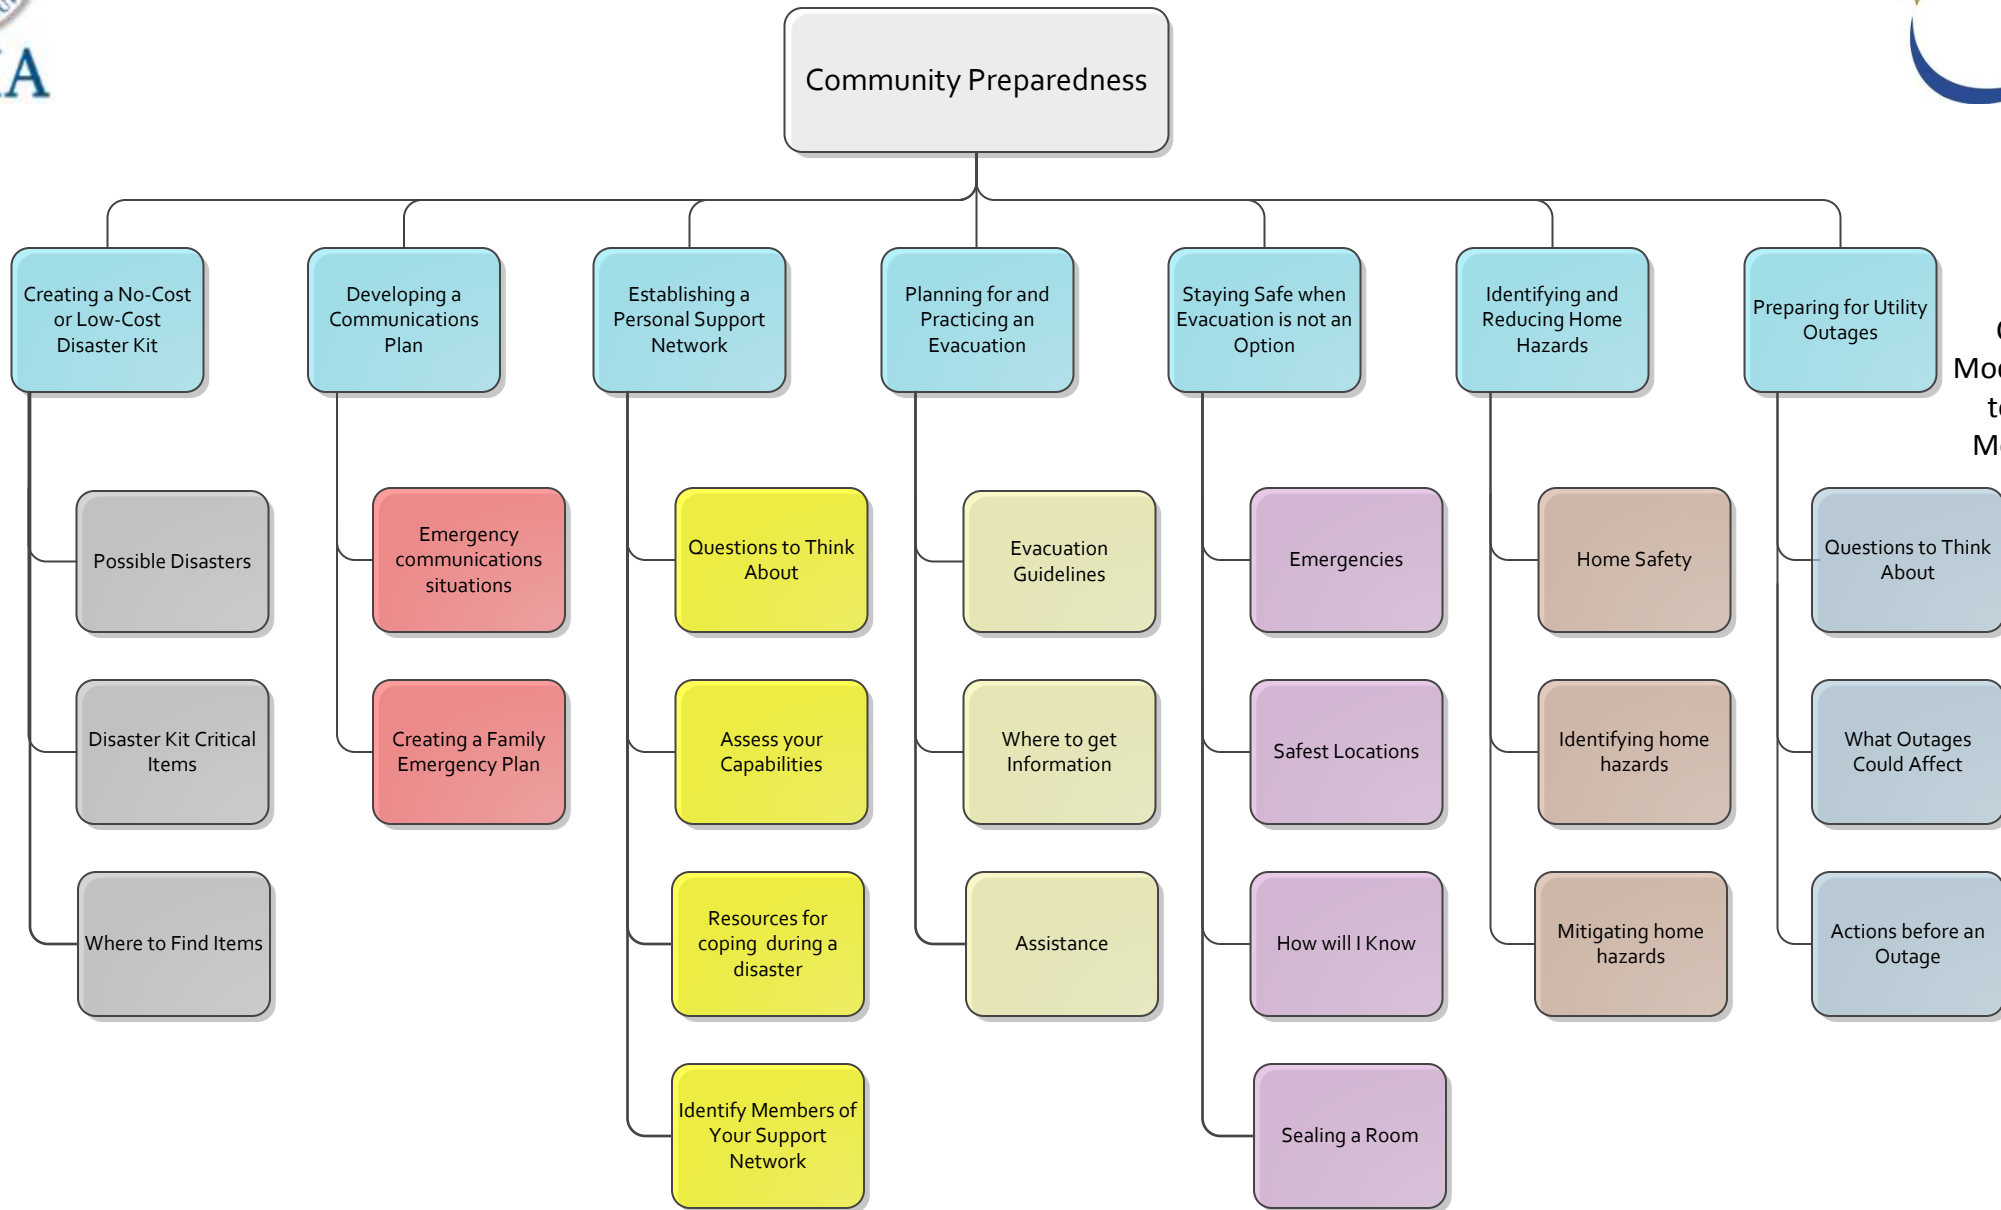 Community Preparedness
Creating a No-Cost
or Low-Cost
Disaster Kit
Developing a
Communications
Plan
Establishing a
Personal Support
Network
Planning for and
Practicing an
Evacuation
Staying Safe when
Evacuation is not an
Option
Identifying and
Reducing Home
Hazards
Preparing for Utility
Outages
Possible Disasters
Disaster Kit Critical
Items
Where to Find Items
Emergency
communications
situations
Creating a Family
Emergency Plan
Questions to Think
About
Assess your
Capabilities
Resources for
coping during a
disaster
Identify Members of
Your Support
Network
Evacuation
Guidelines
Where to get
Information
Assistance
Emergencies
Safest Locations
How will I Know
Sealing a Room
Home Safety
Identifying home
hazards
Mitigating home
hazards
Questions to Think
About
What Outages
Could Affect
Actions before an
Outage